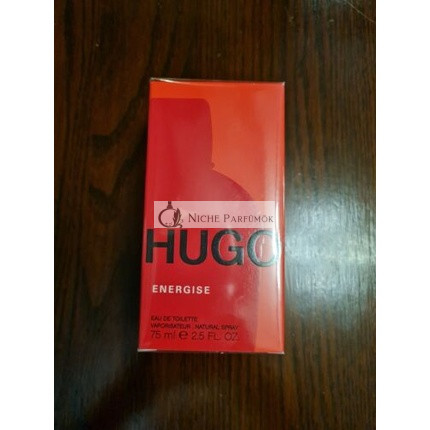 NICHE PARFÜMÖK
HUGO
ENERGISE
EAU DE TOILETTE
VAPORISATEUR . NATURAL SPRAY
75 ml ℮ 2.5 FL. OZ.